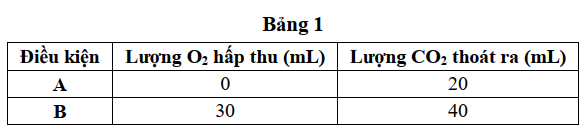 Bảng 1
Điều kiện Lượng O₂ hấp thu (mL) Lượng CO₂ thoát ra (mL)
A 0 20
B 30 40